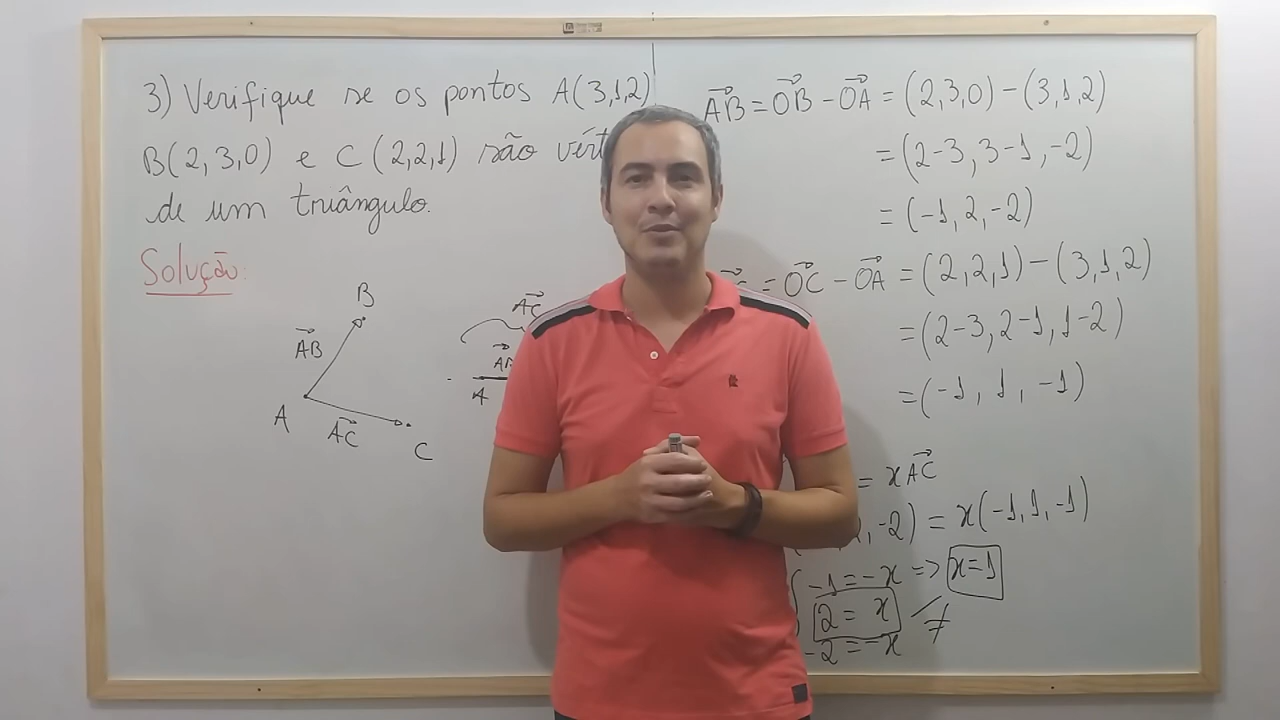 3) Verifique se os pontos A(3,1,2)
B(2,3,0) e C(2,2,1) são
de um triângulo.
Solução:
B
AB
A
AC
C
AC
A
AB = OB - OA = (2,3,0) - (3,1,2)
= (2-3, 3-1, -2)
= (-1, 2, -2)
= OC - OA = (2,2,1) - (3,1,2)
= (2-3, 2-1, 1-2)
= (-1, 1, -1)
= xAC
, -2) = x(-1,1,-1)
-1 = -x => x=1
2 = x ≠
-2 = -x